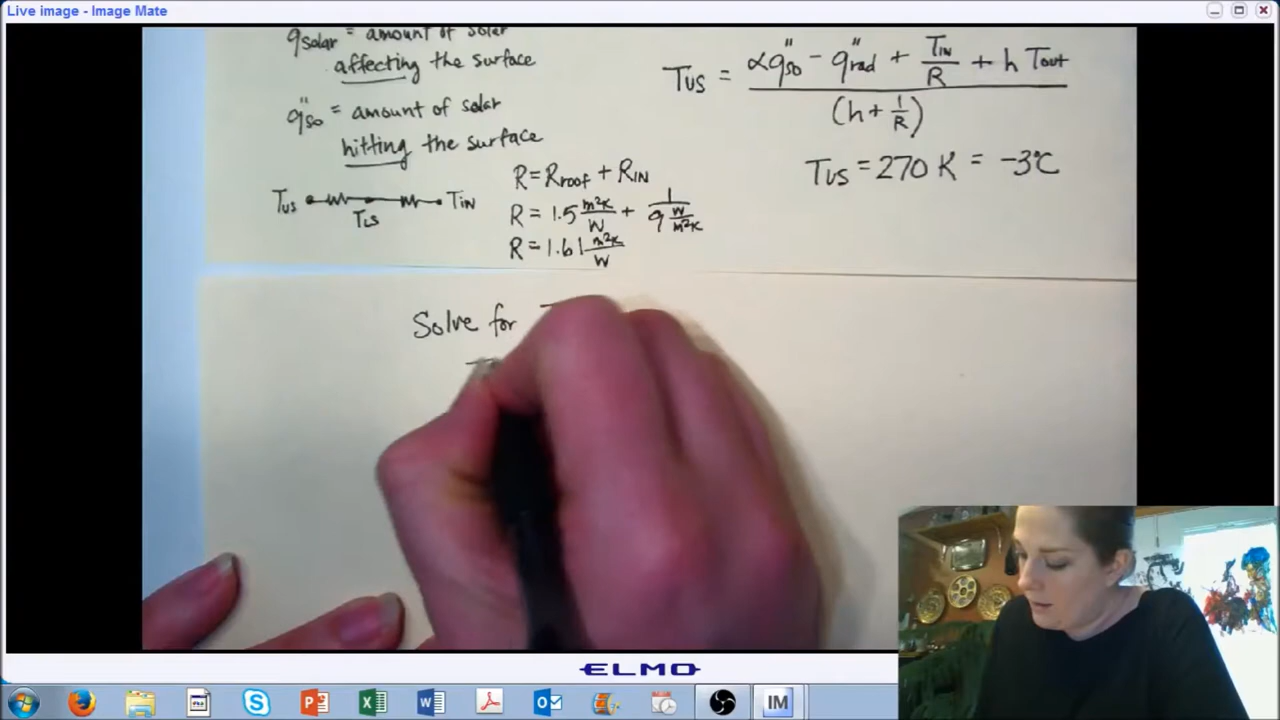 Live image - Image Mate
q"solar = amount of solar
affecting the surface
q"so = amount of solar
hitting the surface
TUS TLS TIN
R = Rroof + RIN
R = 1.5 m²K/W + 1/(9 W/m²K)
R = 1.61 m²K/W
TUS = (αq"so - q"rad + TIN/R + h Tout) / (h + 1/R)
TUS = 270 K = -3°C
Solve for
ELMO